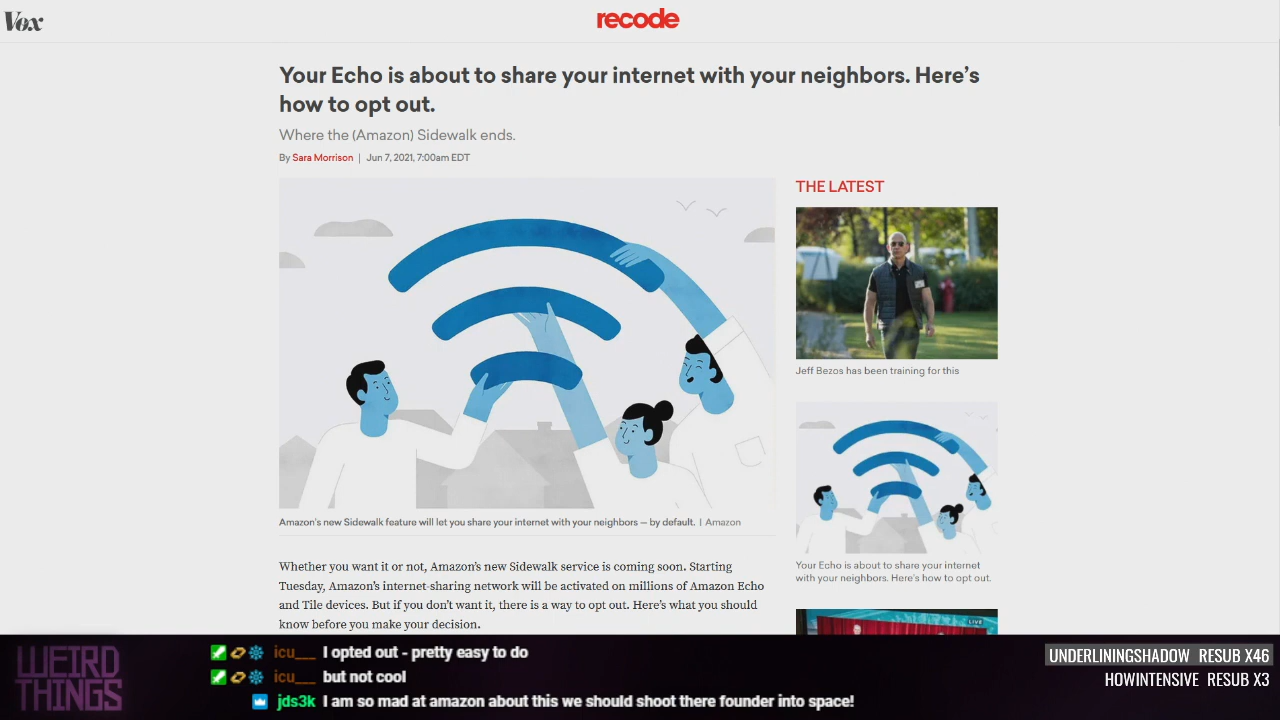 Vox
recode
Your Echo is about to share your internet with your neighbors. Here’s
how to opt out.
Where the (Amazon) Sidewalk ends.
By Sara Morrison | Jun 7, 2021, 7:00am EDT
Amazon’s new Sidewalk feature will let you share your internet with your neighbors — by default. | Amazon
Whether you want it or not, Amazon’s new Sidewalk service is coming soon. Starting
Tuesday, Amazon’s internet-sharing network will be activated on millions of Amazon Echo
and Tile devices. But if you don’t want it, there is a way to opt out. Here’s what you should
know before you make your decision.
THE LATEST
Jeff Bezos has been training for this
Your Echo is about to share your internet
with your neighbors. Here’s how to opt out.
LIVE
WEIRD
THINGS
icu___ I opted out - pretty easy to do
icu___ but not cool
jds3k I am so mad at amazon about this we should shoot there founder into space!
UNDERLININGSHADOW RESUB X46
HOWINTENSIVE RESUB X3